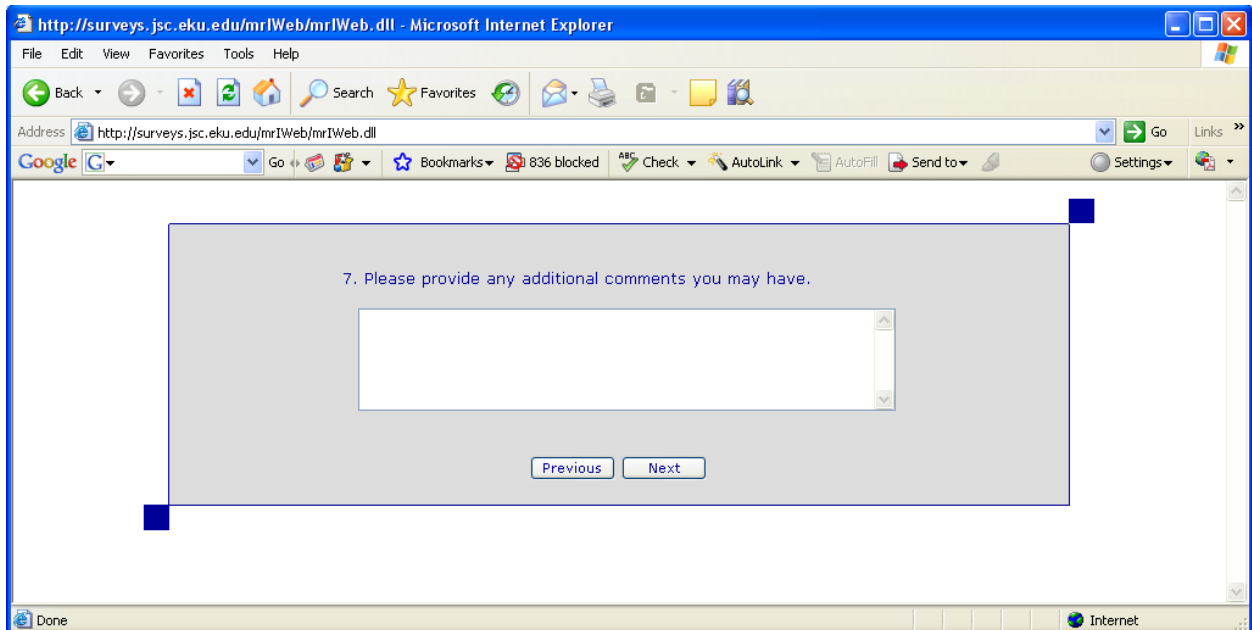 http://surveys.jsc.eku.edu/mrIWeb/mrIWeb.dll - Microsoft Internet Explorer
File Edit View Favorites Tools Help
Back Search Favorites
Address http://surveys.jsc.eku.edu/mrIWeb/mrIWeb.dll Go Links »
Google G Go Bookmarks 836 blocked ABC Check AutoLink AutoFill Send to Settings
7. Please provide any additional comments you may have.
Previous Next
Done Internet